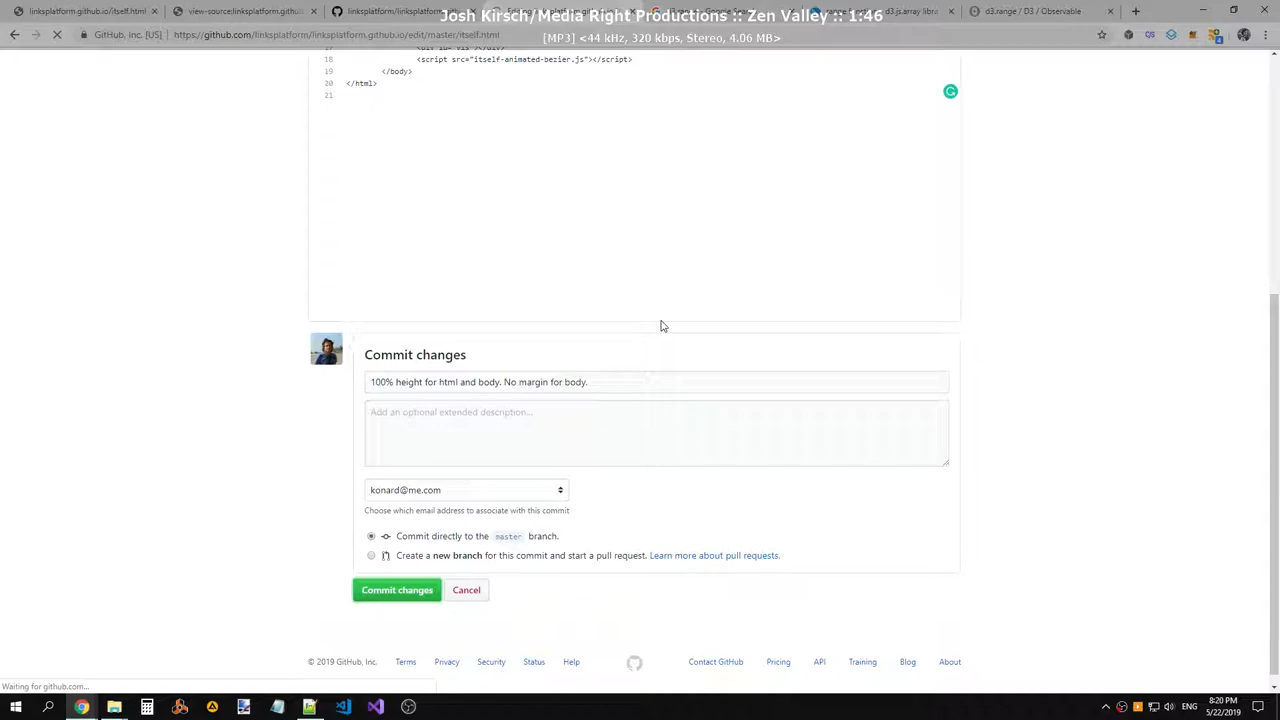 linksplatform.github.io/itself.html
view-source:linksplatform.github
d3.js array libra
d3.range / D3 / Observable
Josh Kirsch/Media Right Productions :: Zen Valley :: 1:46
[MP3] <44 kHz, 320 kbps, Stereo, 4.06 MB>
GitHub, Inc. [US]
https://github.com/linksplatform/linksplatform.github.io/edit/master/itself.html
18 <script src="itself-animated-bezier.js"></script>
19 </body>
20 </html>
21
Commit changes
100% height for html and body. No margin for body.
Add an optional extended description...
konard@me.com
Choose which email address to associate with this commit
Commit directly to the master branch.
Create a new branch for this commit and start a pull request. Learn more about pull requests.
Commit changes
Cancel
© 2019 GitHub, Inc. Terms Privacy Security Status Help Contact GitHub Pricing API Training Blog About
Waiting for github.com...
ENG
8:20 PM
5/22/2019